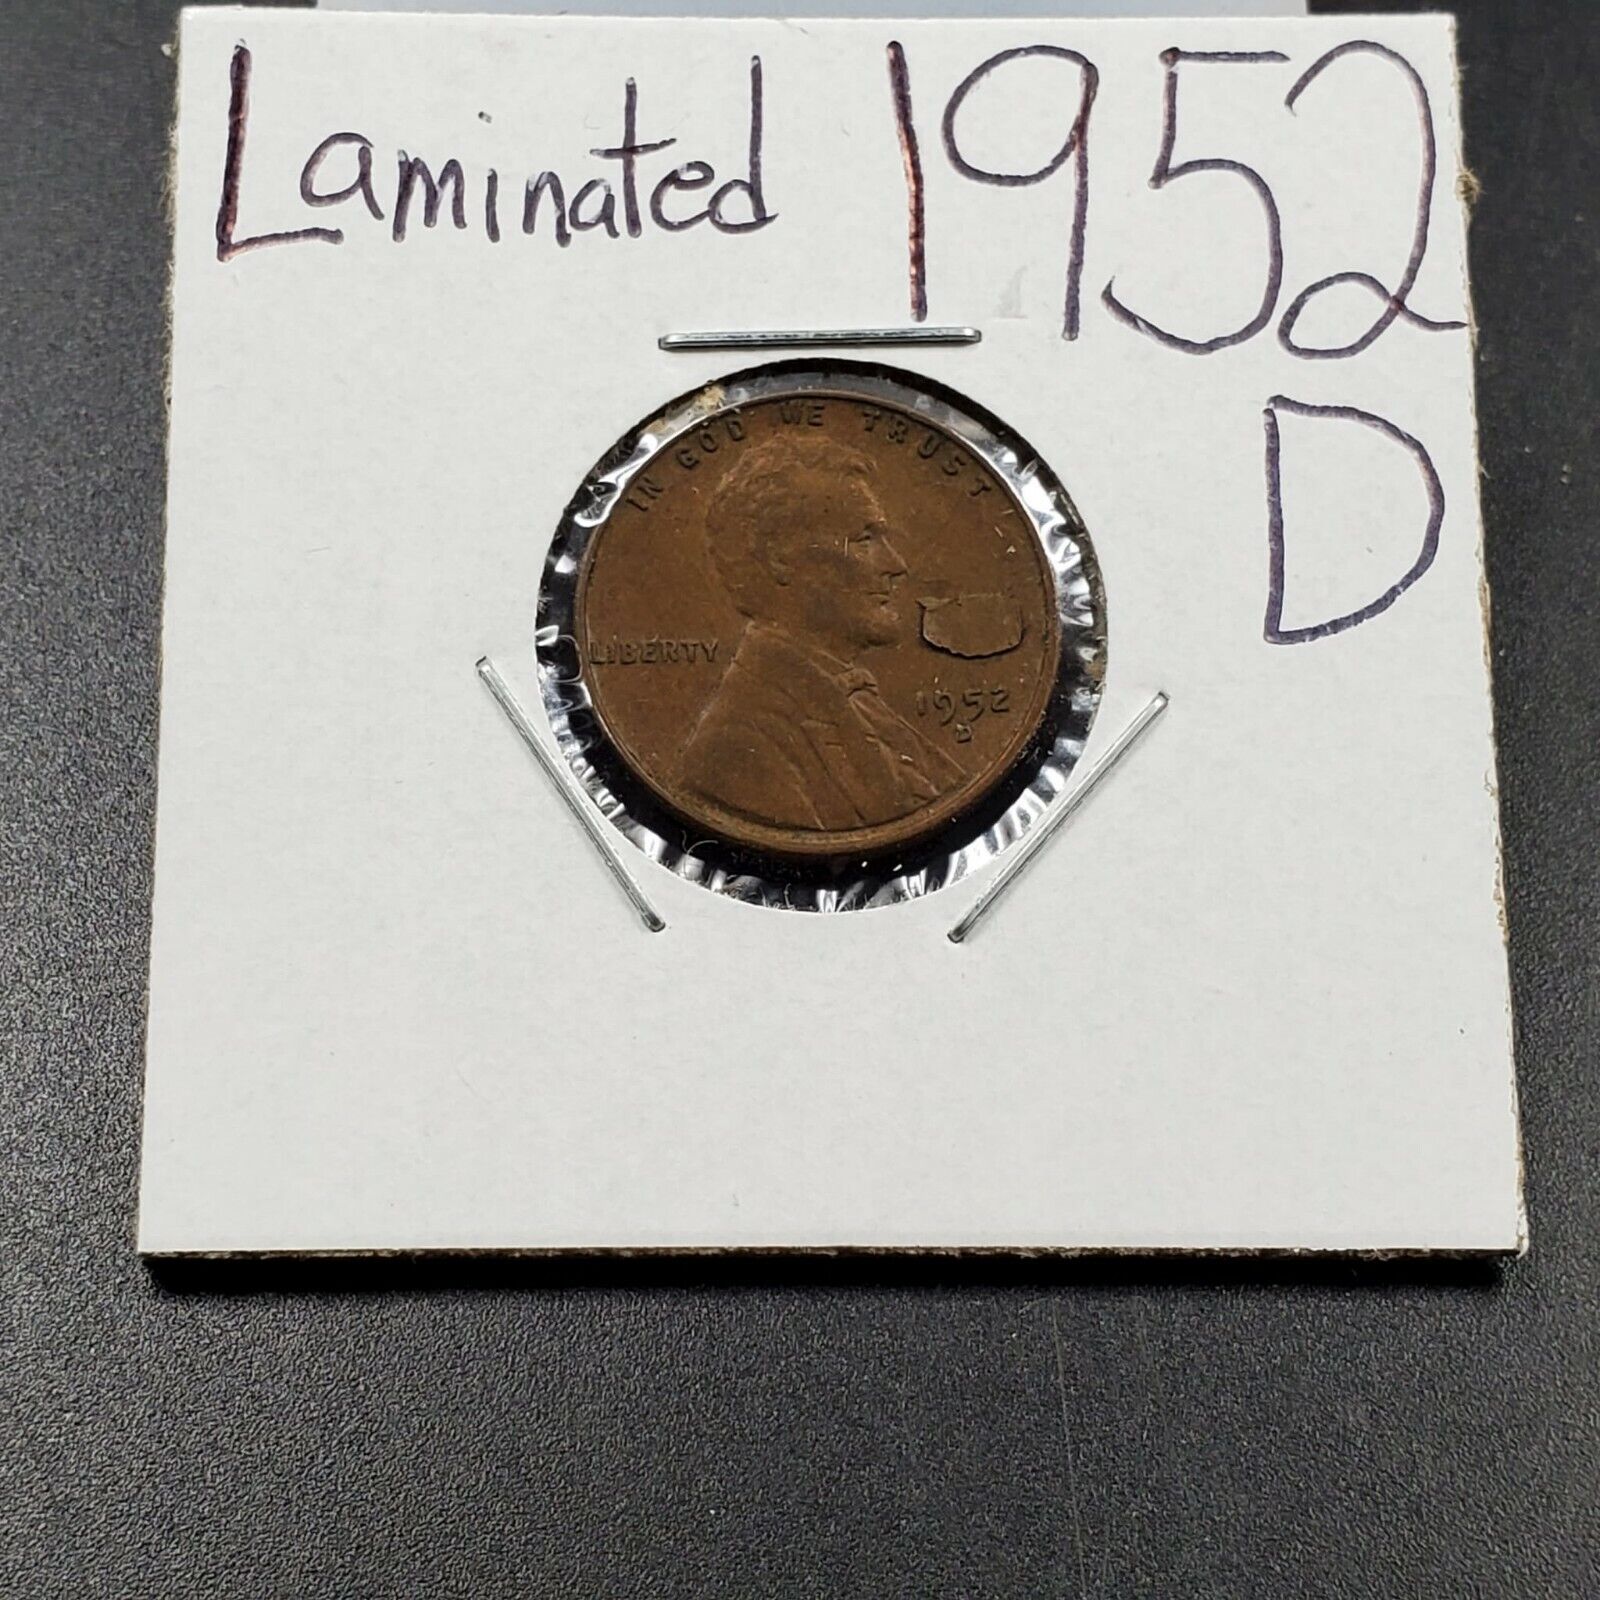 Laminated 1952
D
IN GOD WE TRUST
LIBERTY
1952
D